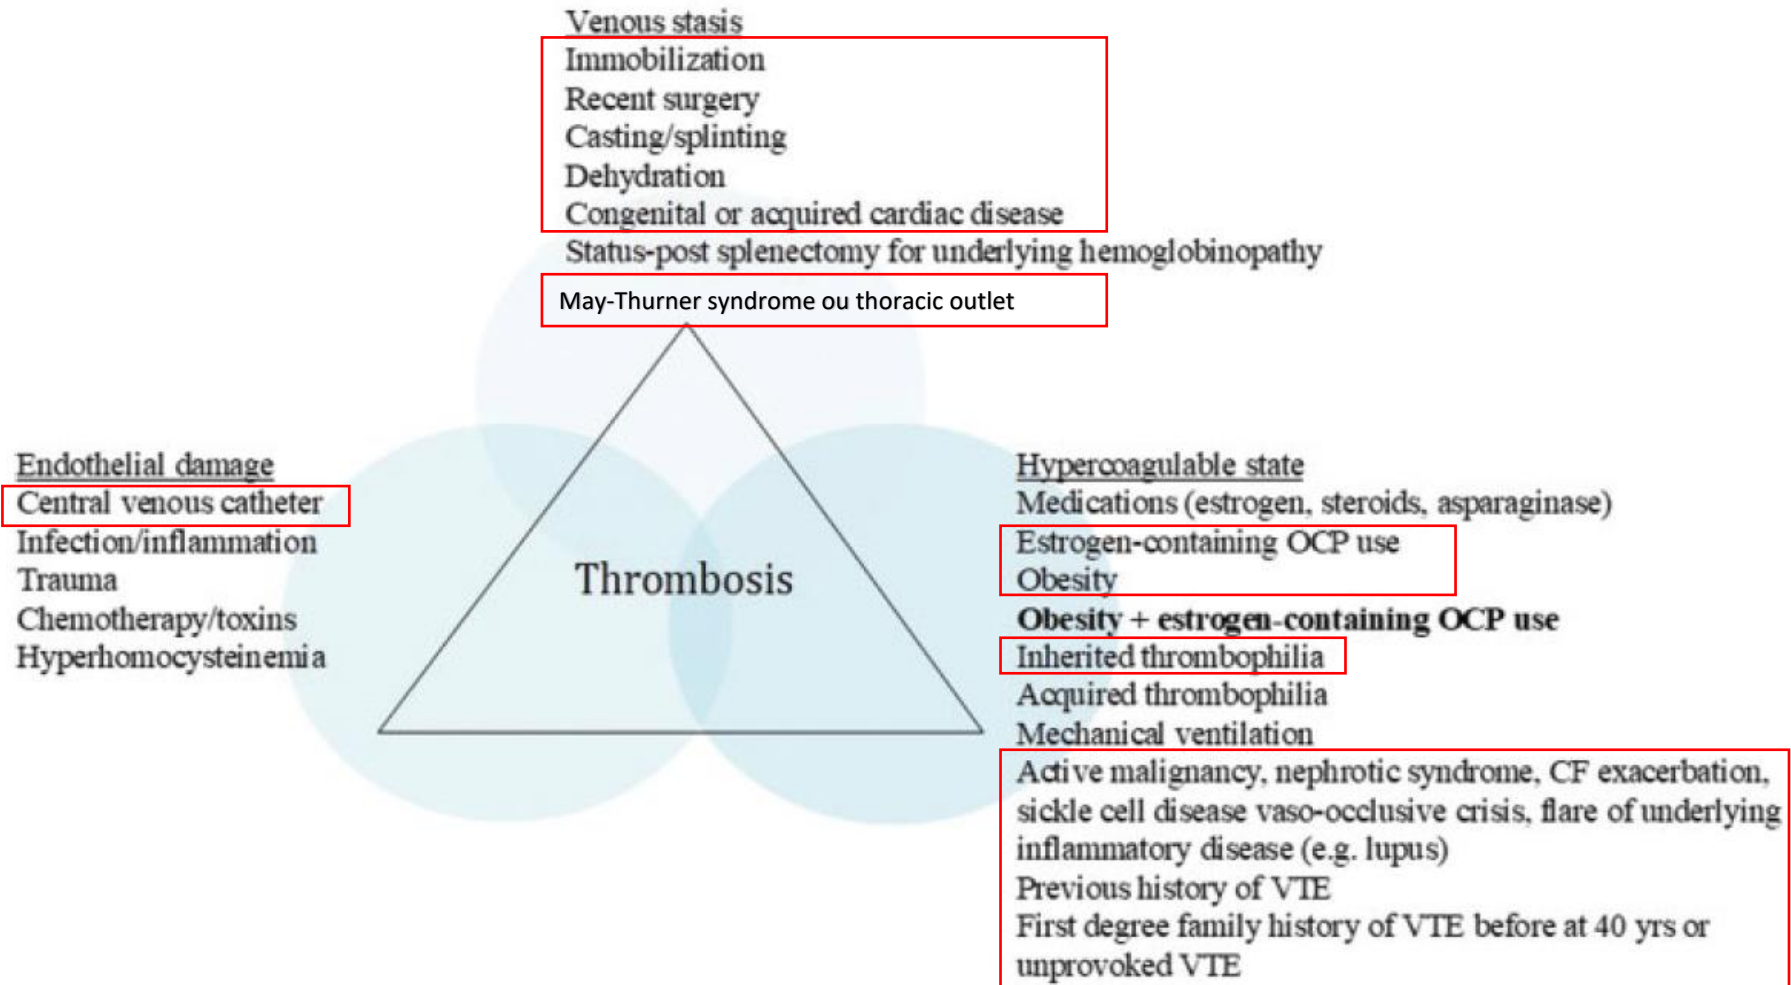 Venous stasis
Immobilization
Recent surgery
Casting/splinting
Dehydration
Congenital or acquired cardiac disease
Status-post splenectomy for underlying hemoglobinopathy
May-Thurner syndrome ou thoracic outlet
Endothelial damage
Central venous catheter
Infection/inflammation
Trauma
Chemotherapy/toxins
Hyperhomocysteinemia
Thrombosis
Hypercoagulable state
Medications (estrogen, steroids, asparaginase)
Estrogen-containing OCP use
Obesity
Obesity + estrogen-containing OCP use
Inherited thrombophilia
Acquired thrombophilia
Mechanical ventilation
Active malignancy, nephrotic syndrome, CF exacerbation,
sickle cell disease vaso-occlusive crisis, flare of underlying
inflammatory disease (e.g. lupus)
Previous history of VTE
First degree family history of VTE before at 40 yrs or
unprovoked VTE